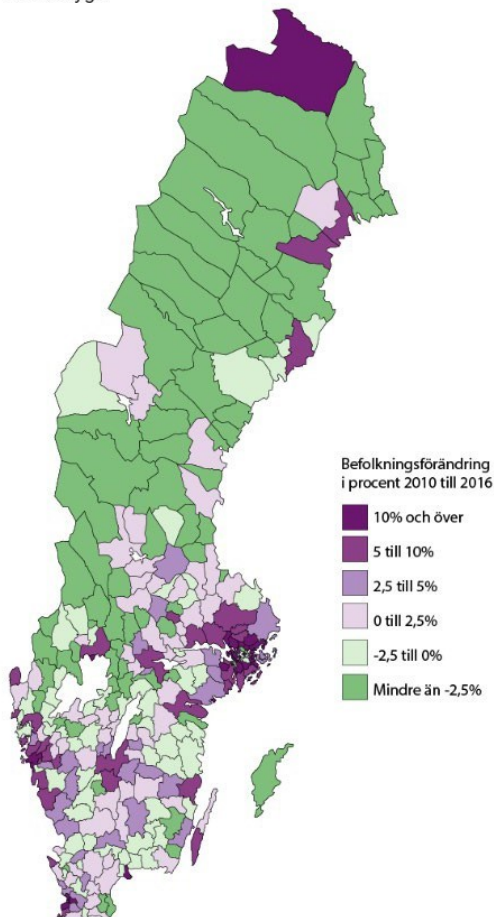 Befolkningsförändring
i procent 2010 till 2016
10% och över
5 till 10%
2,5 till 5%
0 till 2,5%
-2,5 till 0%
Mindre än -2,5%